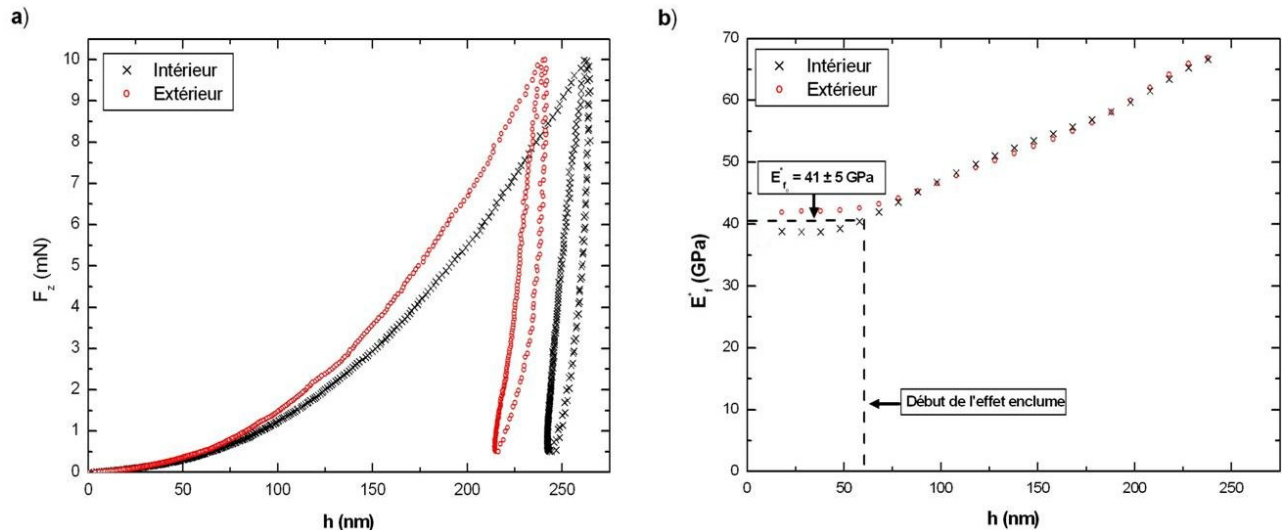 a)
10
9
8
7
6
5
4
3
2
1
0
F_z (mN)
× Intérieur
○ Extérieur
0 50 100 150 200 250
h (nm)
b)
70
60
50
40
30
20
10
0
E*_f (GPa)
× Intérieur
○ Extérieur
E*_f = 41 ± 5 GPa
Début de l'effet enclume
0 50 100 150 200 250
h (nm)